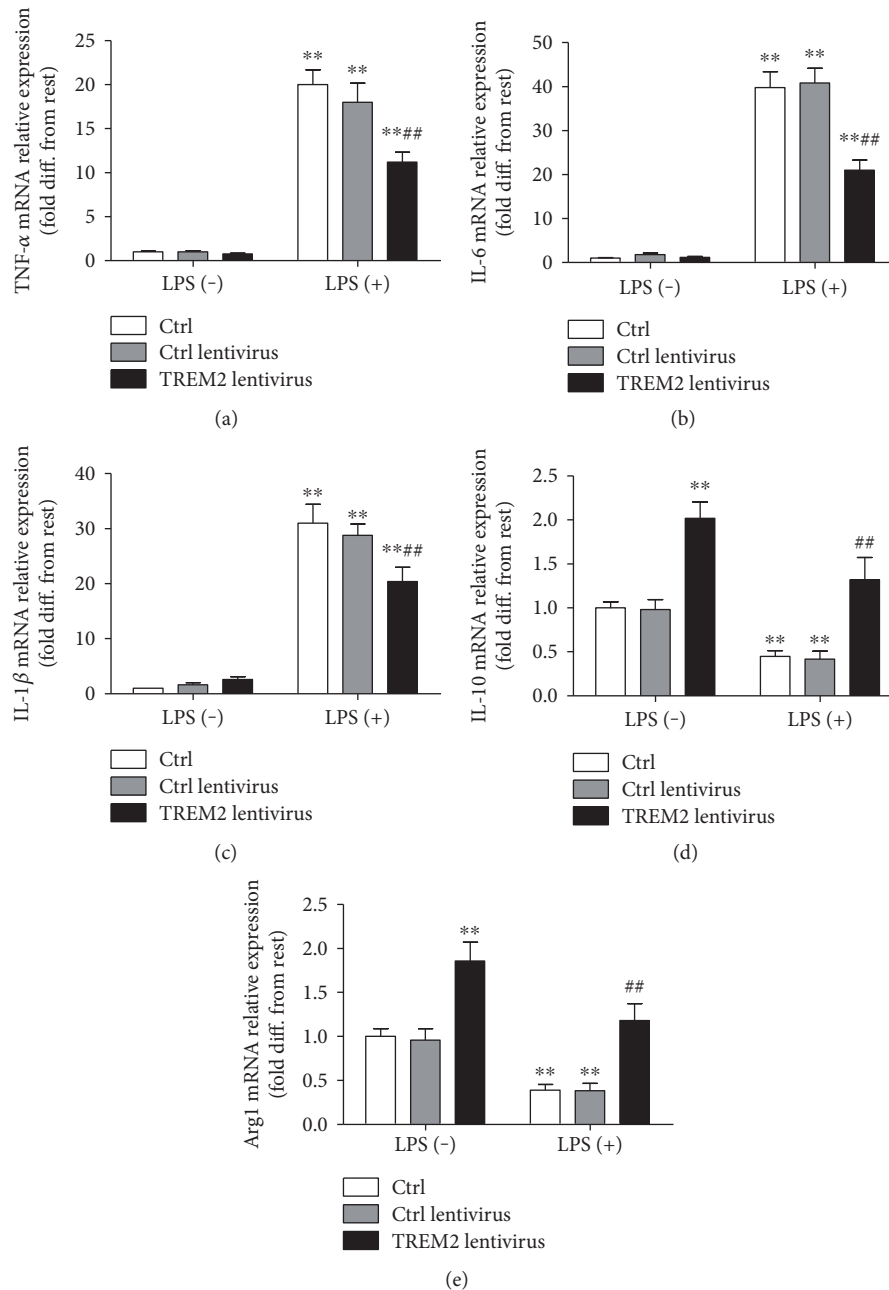 TNF-α mRNA relative expression
(fold diff. from rest)
25
20
15
10
5
0
** ** **##
LPS (−) LPS (+)
Ctrl
Ctrl lentivirus
TREM2 lentivirus
(a)
IL-6 mRNA relative expression
(fold diff. from rest)
50
40
30
20
10
0
** ** **##
LPS (−) LPS (+)
Ctrl
Ctrl lentivirus
TREM2 lentivirus
(b)
IL-1β mRNA relative expression
(fold diff. from rest)
40
30
20
10
0
** ** **##
LPS (−) LPS (+)
Ctrl
Ctrl lentivirus
TREM2 lentivirus
(c)
IL-10 mRNA relative expression
(fold diff. from rest)
2.5
2.0
1.5
1.0
0.5
0.0
** ** ** ##
LPS (−) LPS (+)
Ctrl
Ctrl lentivirus
TREM2 lentivirus
(d)
Arg1 mRNA relative expression
(fold diff. from rest)
2.5
2.0
1.5
1.0
0.5
0.0
** ** ** ##
LPS (−) LPS (+)
Ctrl
Ctrl lentivirus
TREM2 lentivirus
(e)